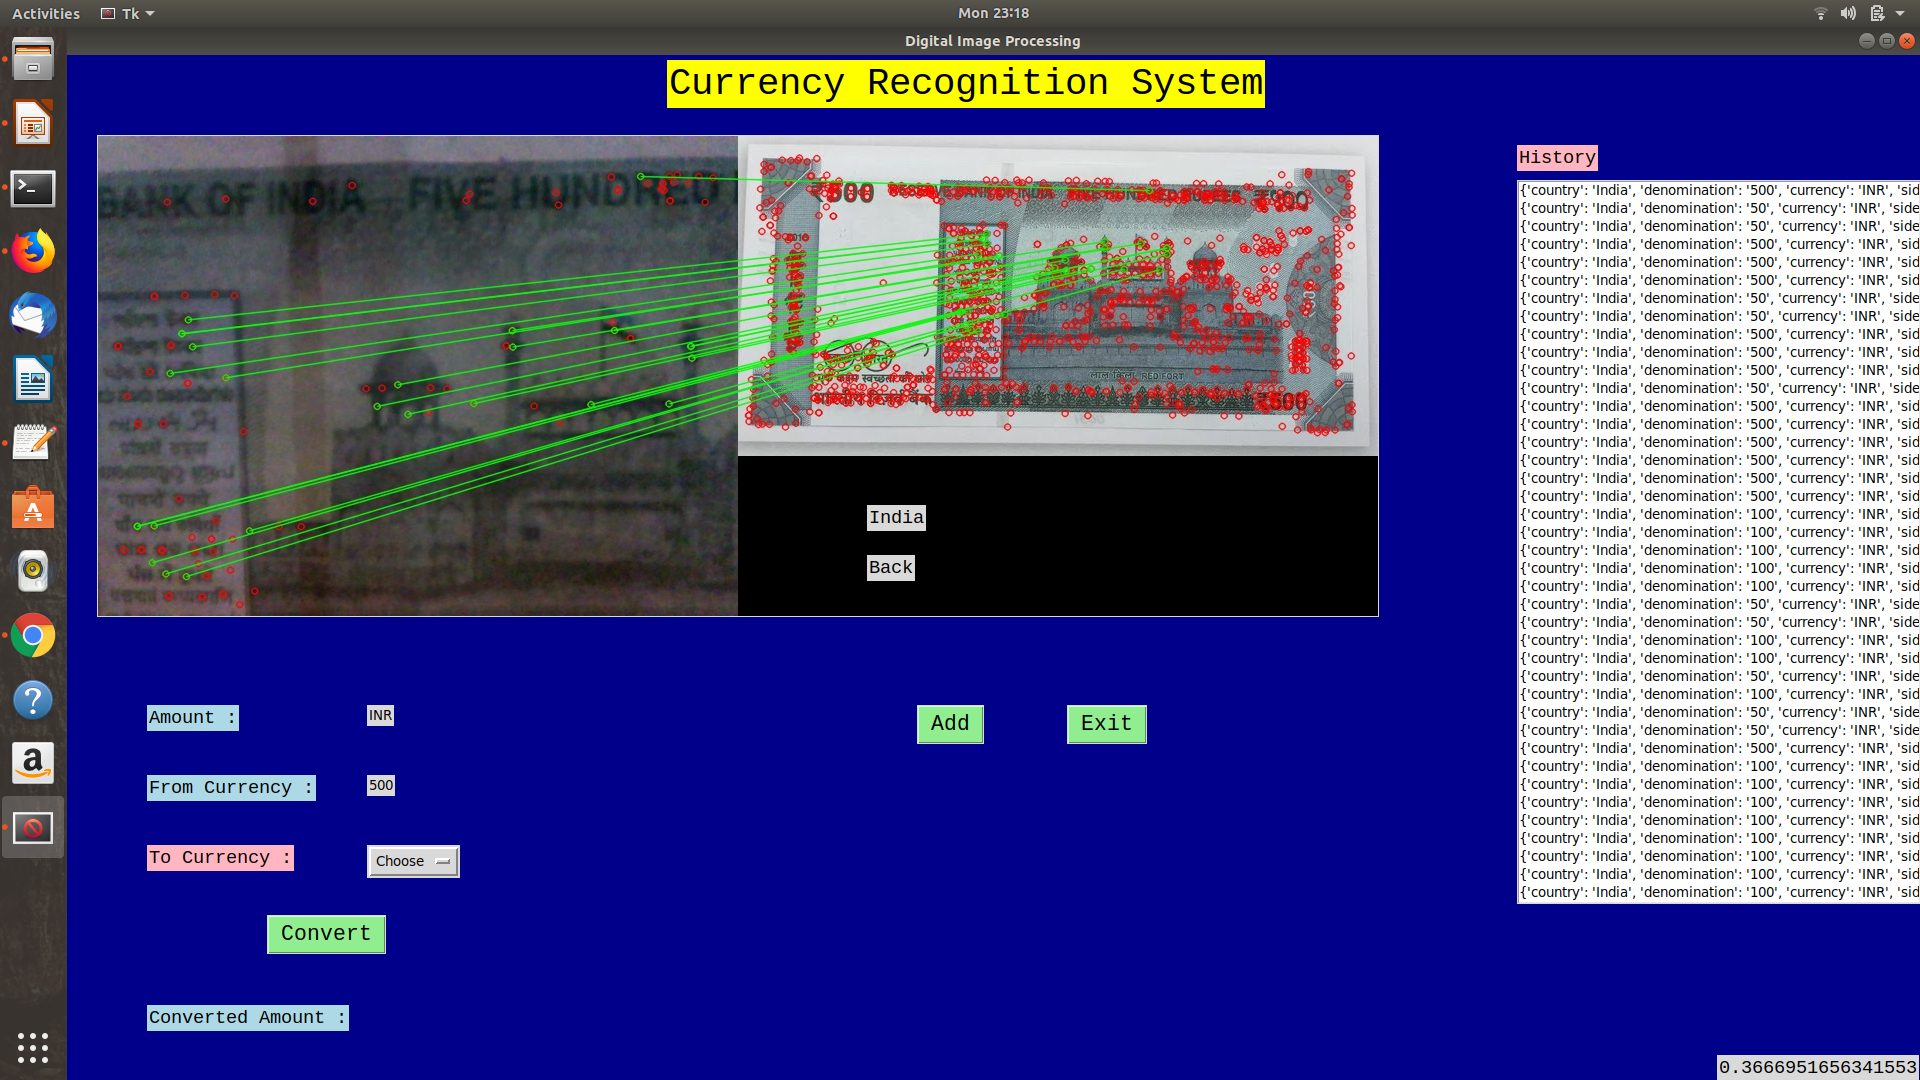 Activities
Tk
Mon 23:18
Digital Image Processing
Currency Recognition System
BANK OF INDIA FIVE HUNDRED
500
BANK OF INDIA
लाल किला RED FORT
500
India
Back
History
{'country': 'India', 'denomination': '500', 'currency': 'INR', 'sid
{'country': 'India', 'denomination': '50', 'currency': 'INR', 'side
{'country': 'India', 'denomination': '50', 'currency': 'INR', 'side
{'country': 'India', 'denomination': '500', 'currency': 'INR', 'sid
{'country': 'India', 'denomination': '500', 'currency': 'INR', 'sid
{'country': 'India', 'denomination': '500', 'currency': 'INR', 'sid
{'country': 'India', 'denomination': '50', 'currency': 'INR', 'side
{'country': 'India', 'denomination': '50', 'currency': 'INR', 'side
{'country': 'India', 'denomination': '500', 'currency': 'INR', 'sid
{'country': 'India', 'denomination': '500', 'currency': 'INR', 'sid
{'country': 'India', 'denomination': '500', 'currency': 'INR', 'sid
{'country': 'India', 'denomination': '50', 'currency': 'INR', 'side
{'country': 'India', 'denomination': '500', 'currency': 'INR', 'sid
{'country': 'India', 'denomination': '500', 'currency': 'INR', 'sid
{'country': 'India', 'denomination': '500', 'currency': 'INR', 'sid
{'country': 'India', 'denomination': '500', 'currency': 'INR', 'sid
{'country': 'India', 'denomination': '500', 'currency': 'INR', 'sid
{'country': 'India', 'denomination': '500', 'currency': 'INR', 'sid
{'country': 'India', 'denomination': '100', 'currency': 'INR', 'sid
{'country': 'India', 'denomination': '100', 'currency': 'INR', 'sid
{'country': 'India', 'denomination': '100', 'currency': 'INR', 'sid
{'country': 'India', 'denomination': '100', 'currency': 'INR', 'sid
{'country': 'India', 'denomination': '100', 'currency': 'INR', 'sid
{'country': 'India', 'denomination': '50', 'currency': 'INR', 'side
{'country': 'India', 'denomination': '50', 'currency': 'INR', 'side
{'country': 'India', 'denomination': '100', 'currency': 'INR', 'sid
{'country': 'India', 'denomination': '100', 'currency': 'INR', 'sid
{'country': 'India', 'denomination': '50', 'currency': 'INR', 'side
{'country': 'India', 'denomination': '100', 'currency': 'INR', 'sid
{'country': 'India', 'denomination': '50', 'currency': 'INR', 'side
{'country': 'India', 'denomination': '50', 'currency': 'INR', 'side
{'country': 'India', 'denomination': '500', 'currency': 'INR', 'sid
{'country': 'India', 'denomination': '100', 'currency': 'INR', 'sid
{'country': 'India', 'denomination': '100', 'currency': 'INR', 'sid
{'country': 'India', 'denomination': '100', 'currency': 'INR', 'sid
{'country': 'India', 'denomination': '100', 'currency': 'INR', 'sid
{'country': 'India', 'denomination': '100', 'currency': 'INR', 'sid
{'country': 'India', 'denomination': '100', 'currency': 'INR', 'sid
{'country': 'India', 'denomination': '100', 'currency': 'INR', 'sid
{'country': 'India', 'denomination': '100', 'currency': 'INR', 'sid
Amount : INR
Add
Exit
From Currency : 500
To Currency : Choose
Convert
Converted Amount :
0.3666951656341553